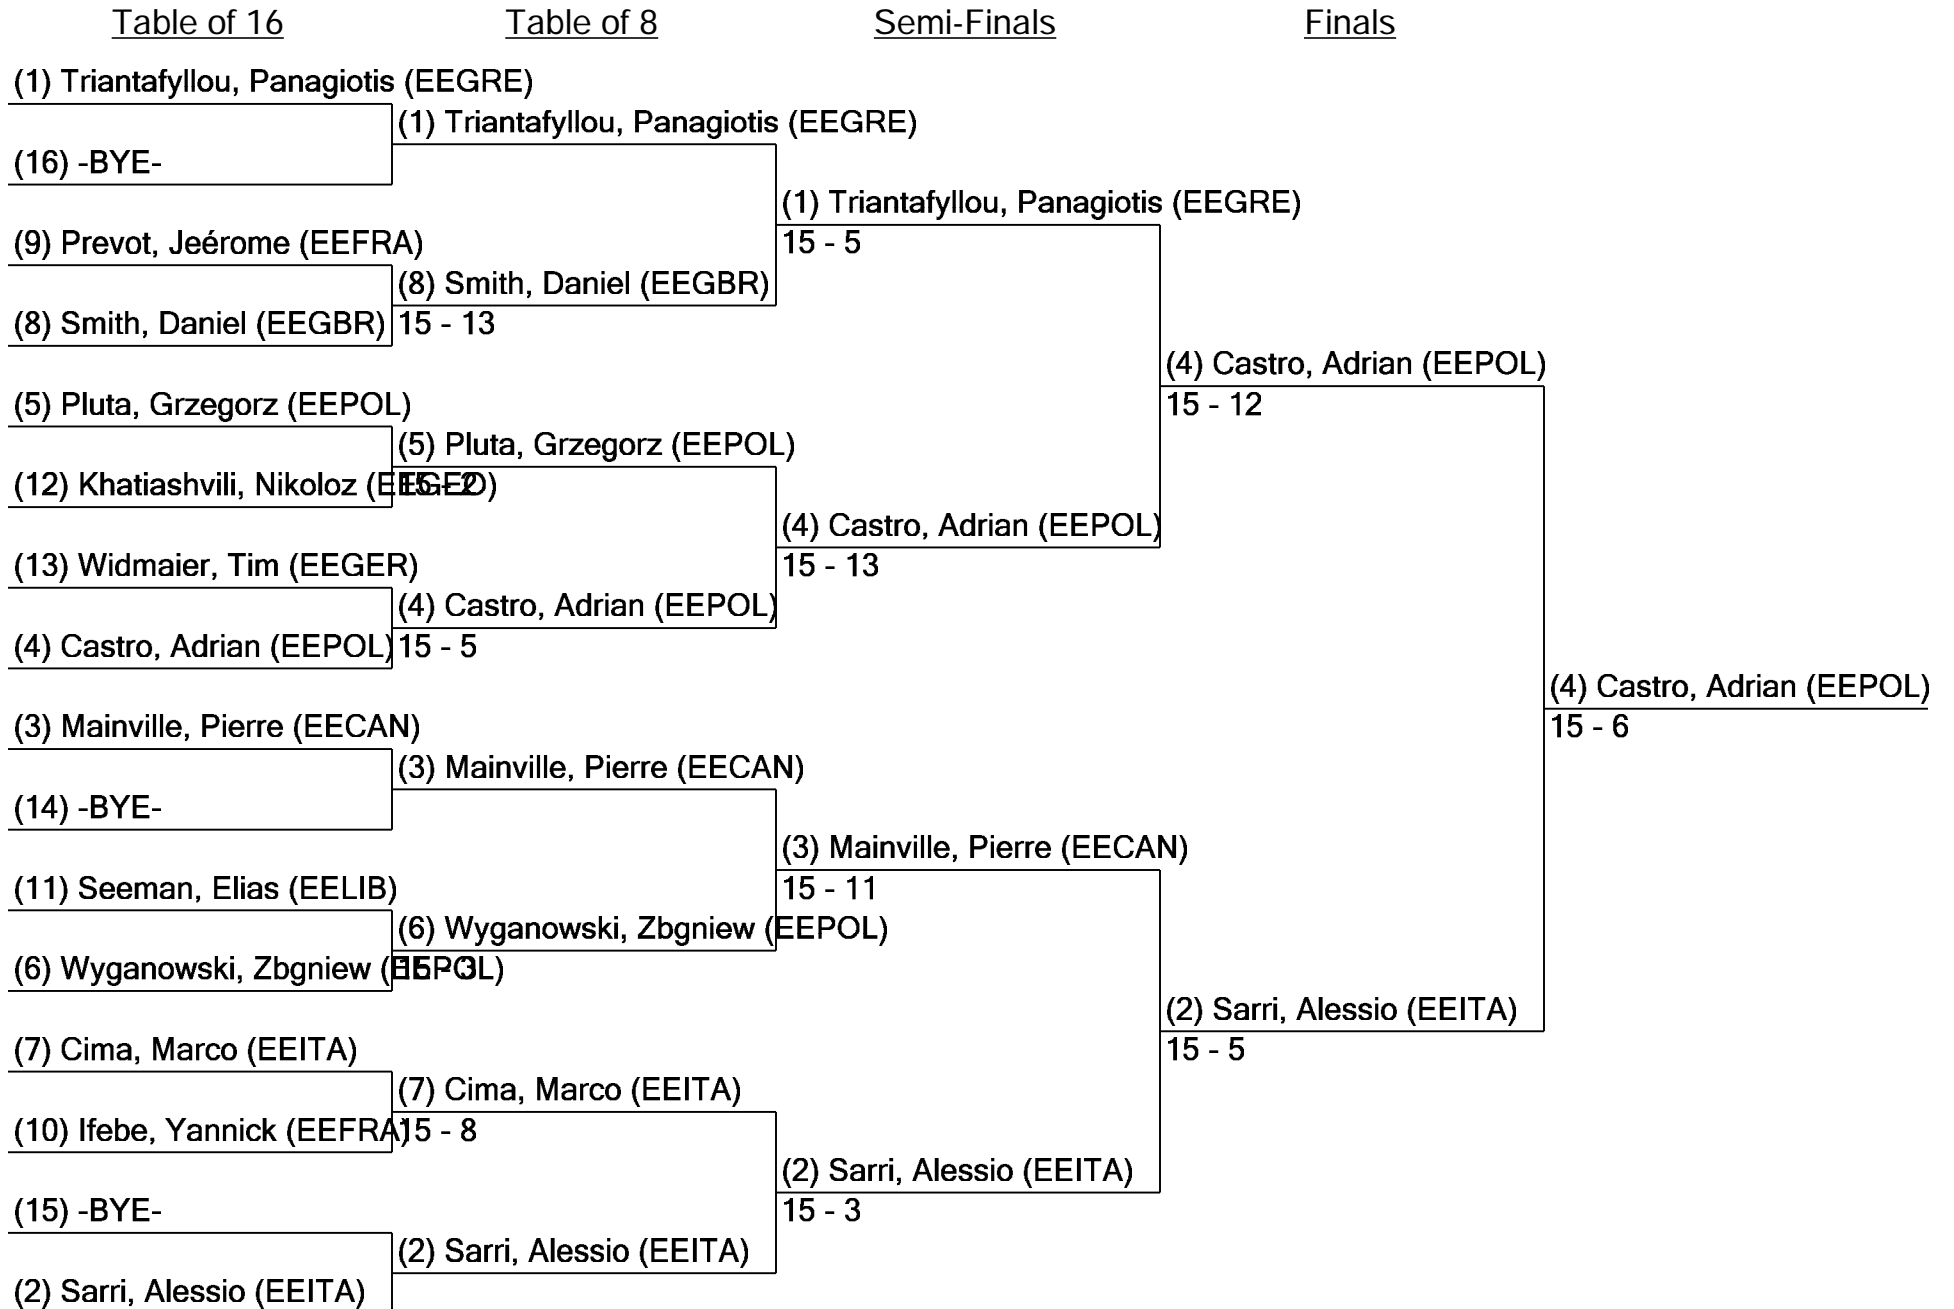 Table of 16 Table of 8 Semi-Finals Finals
(1) Triantafyllou, Panagiotis (EEGRE)
(1) Triantafyllou, Panagiotis (EEGRE)
(16) -BYE-
(1) Triantafyllou, Panagiotis (EEGRE)
(9) Prevot, Jeérome (EEFRA) 15 - 5
(8) Smith, Daniel (EEGBR)
(8) Smith, Daniel (EEGBR) 15 - 13
(4) Castro, Adrian (EEPOL)
(5) Pluta, Grzegorz (EEPOL) 15 - 12
(5) Pluta, Grzegorz (EEPOL)
(12) Khatiashvili, Nikoloz (EEGEO) 15 - 2
(4) Castro, Adrian (EEPOL)
(13) Widmaier, Tim (EEGER) 15 - 13
(4) Castro, Adrian (EEPOL)
(4) Castro, Adrian (EEPOL) 15 - 5
(4) Castro, Adrian (EEPOL)
(3) Mainville, Pierre (EECAN) 15 - 6
(3) Mainville, Pierre (EECAN)
(14) -BYE-
(3) Mainville, Pierre (EECAN)
(11) Seeman, Elias (EELIB) 15 - 11
(6) Wyganowski, Zbgniew (EEPOL)
(6) Wyganowski, Zbgniew (EEPOL) 15 - 3
(2) Sarri, Alessio (EEITA)
(7) Cima, Marco (EEITA) 15 - 5
(7) Cima, Marco (EEITA)
(10) Ifebe, Yannick (EEFRA) 15 - 8
(2) Sarri, Alessio (EEITA)
(15) -BYE- 15 - 3
(2) Sarri, Alessio (EEITA)
(2) Sarri, Alessio (EEITA)